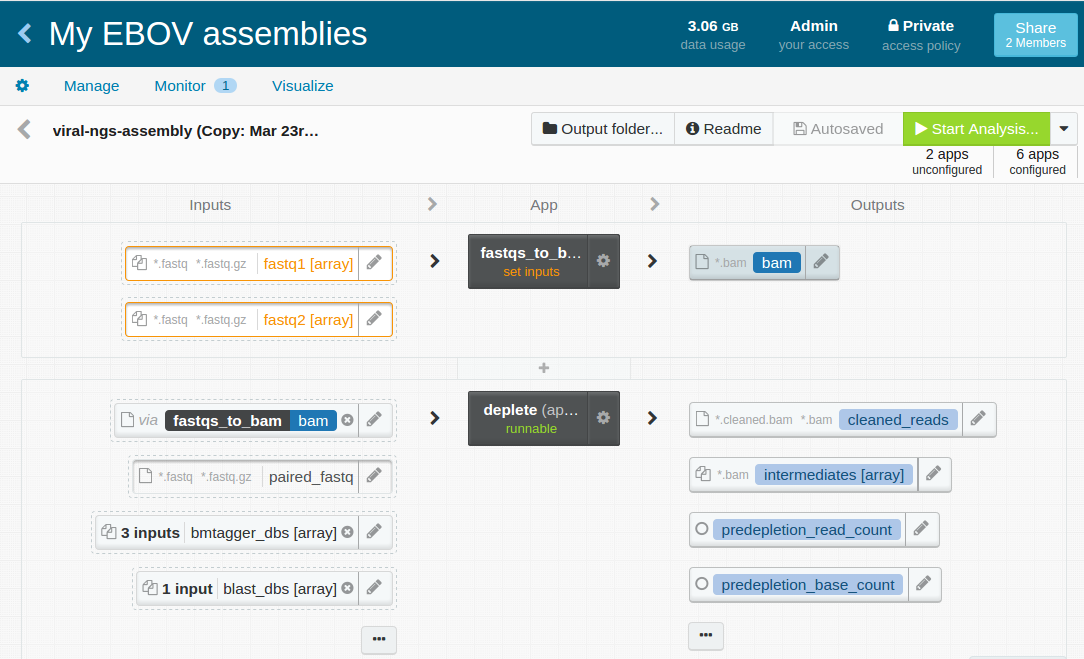 My EBOV assemblies
3.06 GB
data usage
Admin
your access
Private
access policy
Share
2 Members
Manage
Monitor 1
Visualize
viral-ngs-assembly (Copy: Mar 23r…
Output folder...
Readme
Autosaved
Start Analysis...
2 apps
unconfigured
6 apps
configured
Inputs
App
Outputs
*.fastq *.fastq.gz fastq1 [array]
fastqs_to_b…
set inputs
*.bam bam
*.fastq *.fastq.gz fastq2 [array]
via fastqs_to_bam bam
deplete (ap…
runnable
*.cleaned.bam *.bam cleaned_reads
*.fastq *.fastq.gz paired_fastq
*.bam intermediates [array]
3 inputs bmtagger_dbs [array]
predepletion_read_count
1 input blast_dbs [array]
predepletion_base_count